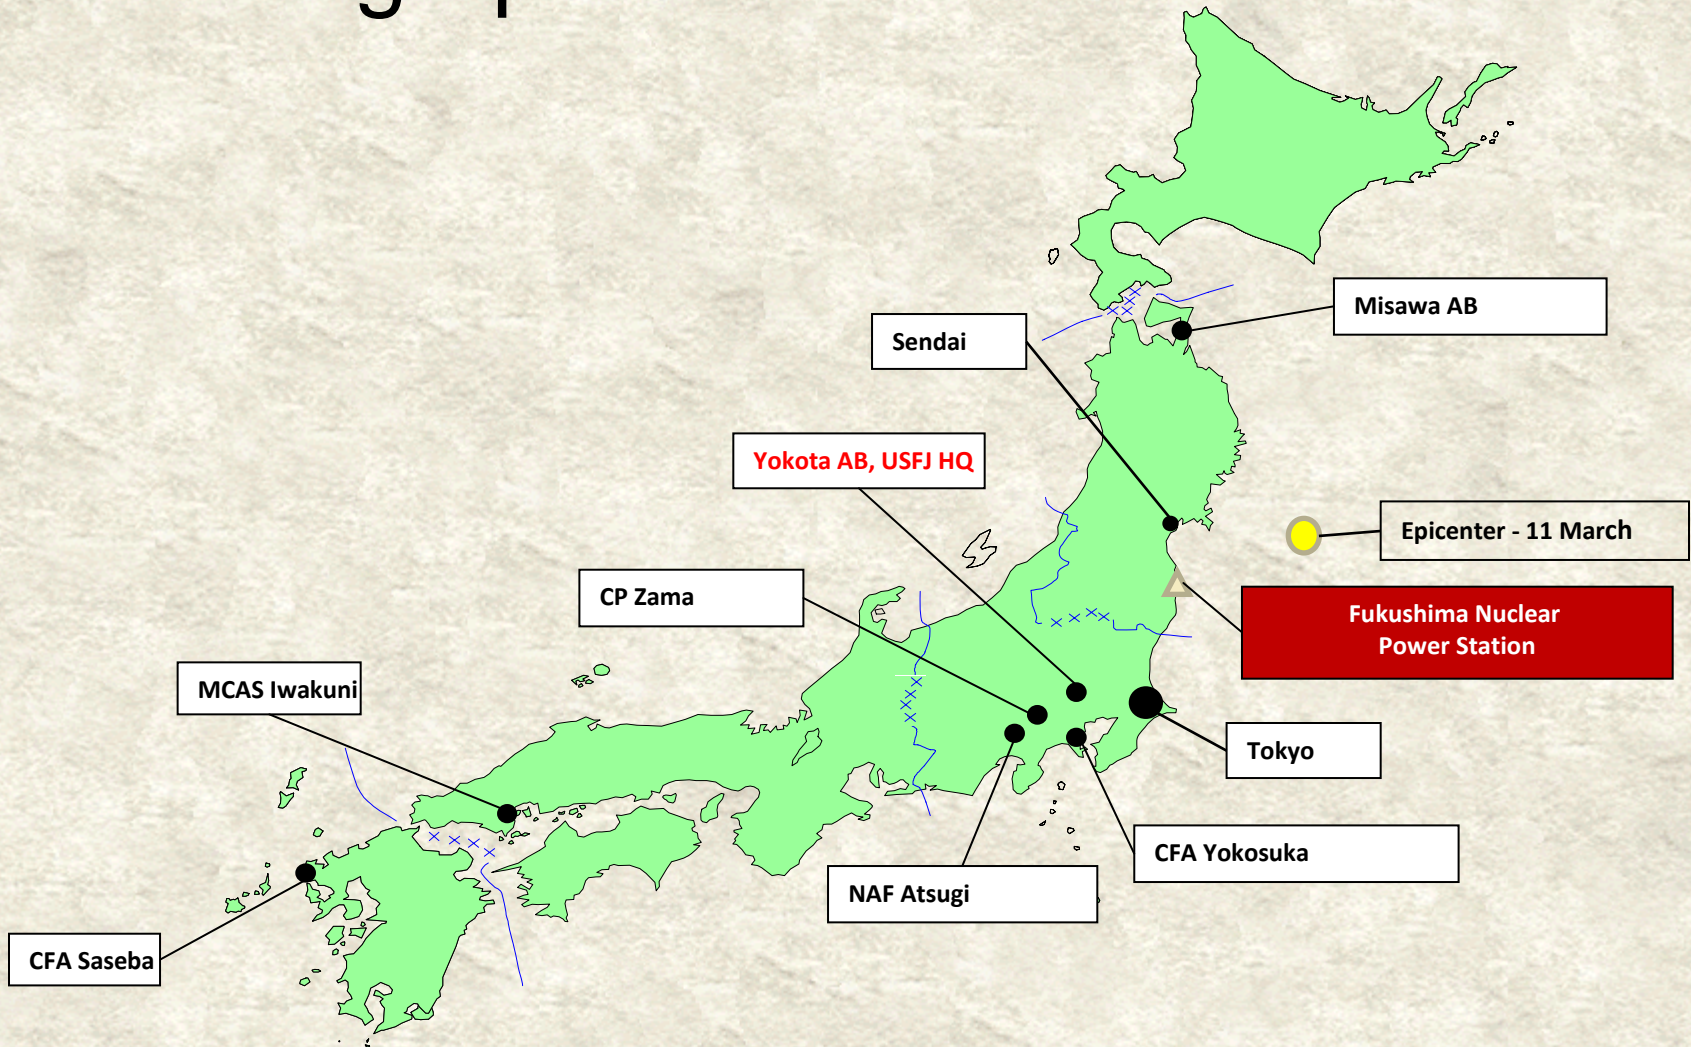 Misawa AB
Sendai
Yokota AB, USFJ HQ
Epicenter - 11 March
CP Zama
Fukushima Nuclear
Power Station
MCAS Iwakuni
Tokyo
CFA Yokosuka
NAF Atsugi
CFA Saseba